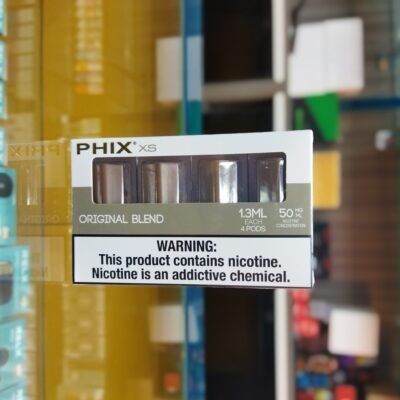 PHIX® XS
ORIGINAL BLEND
1.3ML
EACH
4 PODS
50 MG
ML
NICOTINE
CONCENTRATION
WARNING:
This product contains nicotine.
Nicotine is an addictive chemical.
PHIX